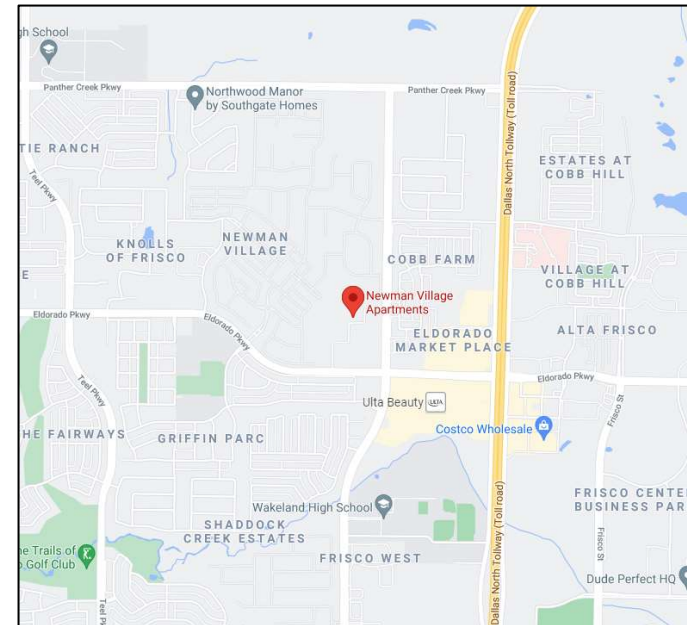 gh School
Panther Creek Pkwy
Northwood Manor
by Southgate Homes
Panther Creek Pkwy
Dallas North Tollway (Toll road)
TIE RANCH
Teel Pkwy
ESTATES AT
COBB HILL
KNOLLS
OF FRISCO
NEWMAN
VILLAGE
COBB FARM
VILLAGE AT
COBB HILL
E
Newman Village
Apartments
Eldorado Pkwy
Eldorado Pkwy
ELDORADO
MARKET PLACE
ALTA FRISCO
Teel Pkwy
Eldorado Pkwy
Ulta Beauty
ULTA
Frisco St
Costco Wholesale
HE FAIRWAYS
GRIFFIN PARC
Wakeland High School
FRISCO CENTE
BUSINESS PAR
SHADDOCK
CREEK ESTATES
Dallas North Tollway (Toll road)
Frisco St
he Trails of
o Golf Club
FRISCO WEST
Dude Perfect HQ
Teel P